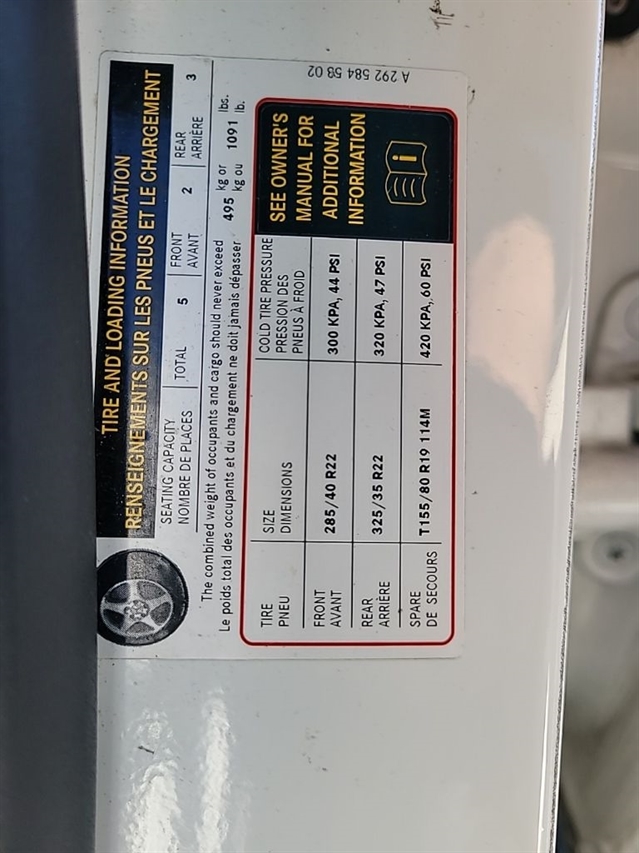 TIRE AND LOADING INFORMATION
RENSEIGNEMENTS SUR LES PNEUS ET LE CHARGEMENT
SEATING CAPACITY
NOMBRE DE PLACES
TOTAL 5
FRONT
AVANT
2
REAR
ARRIÈRE
3
The combined weight of occupants and cargo should never exceed 495 kg or 1091 lbs.
Le poids total des occupants et du chargement ne doit jamais dépasser kg ou lb.
TIRE
PNEU
SIZE
DIMENSIONS
COLD TIRE PRESSURE
PRESSION DES
PNEUS À FROID
SEE OWNER'S
MANUAL FOR
ADDITIONAL
INFORMATION
FRONT
AVANT
285/40 R22
300 KPA, 44 PSI
REAR
ARRIÈRE
325/35 R22
320 KPA, 47 PSI
SPARE
DE SECOURS
T155/80 R19 114M
420 KPA, 60 PSI
A 292 584 58 02